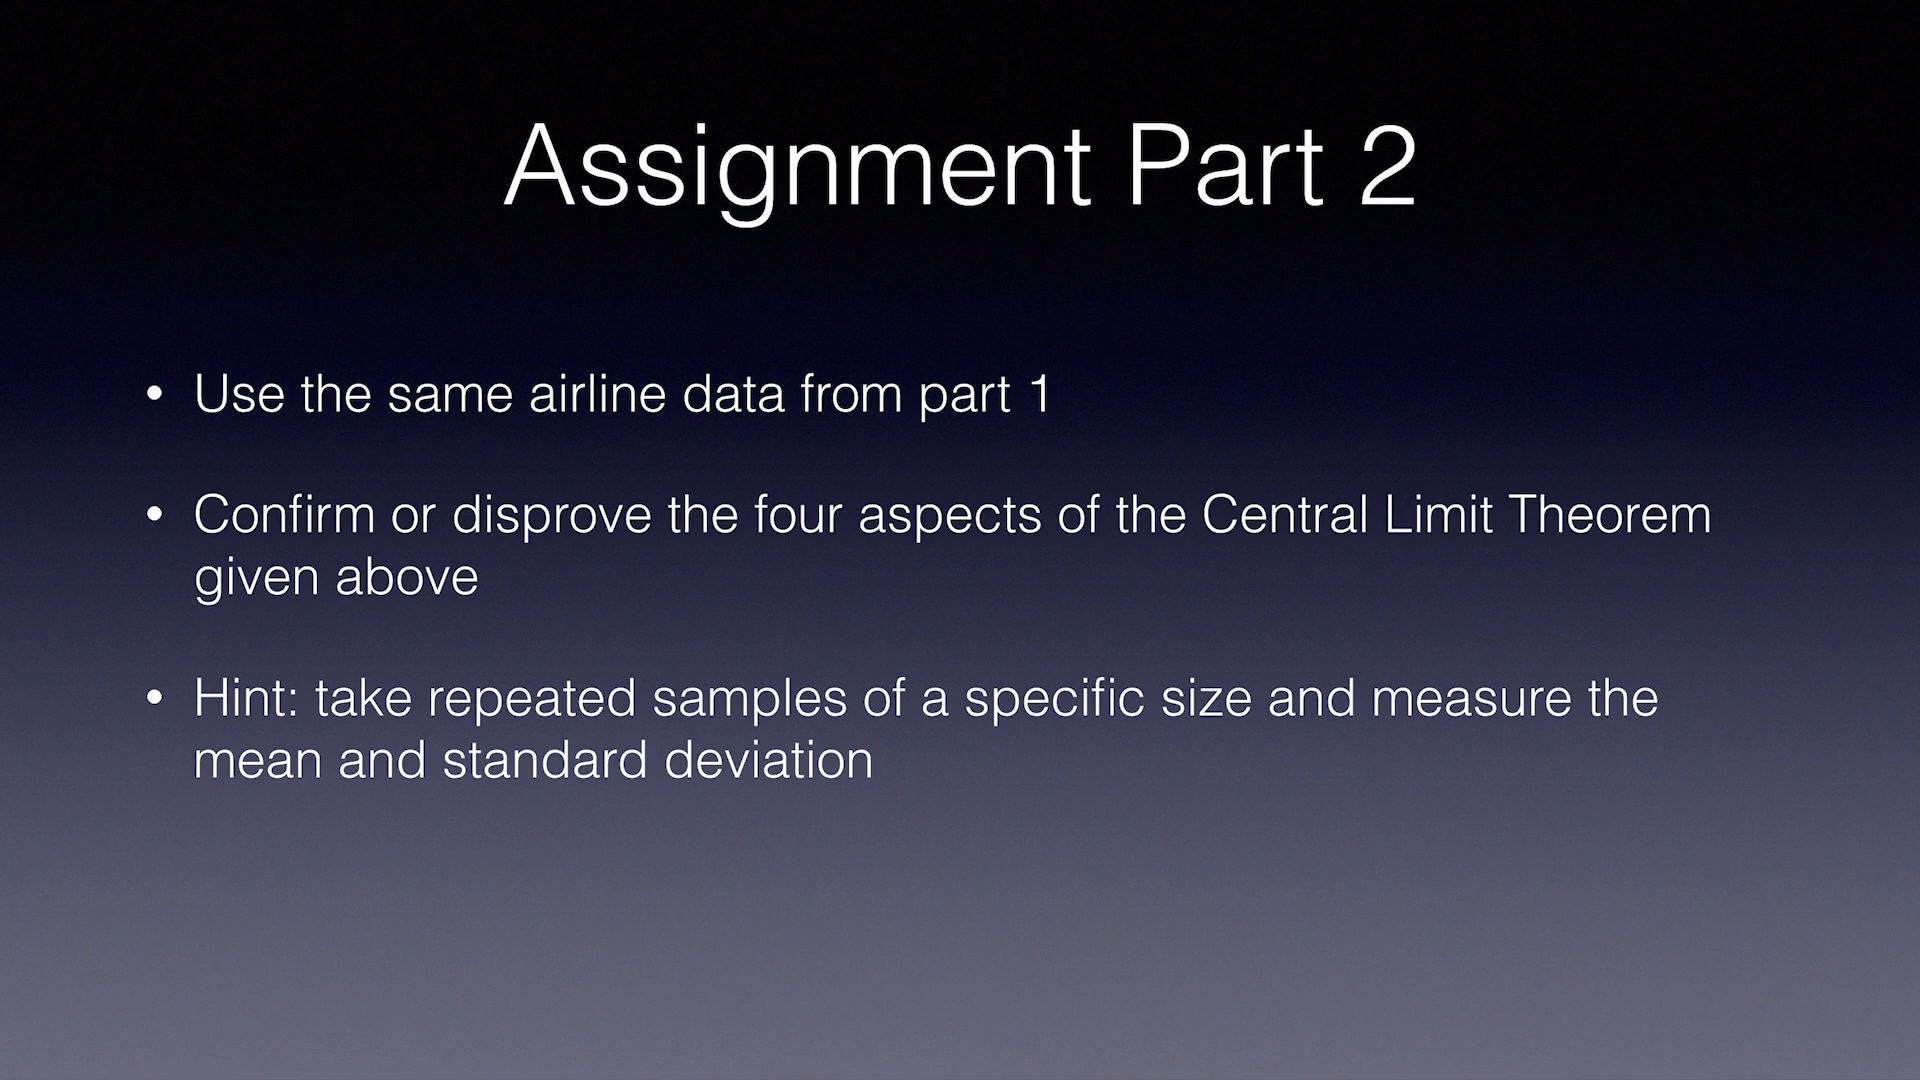 Assignment Part 2
• Use the same airline data from part 1
• Confirm or disprove the four aspects of the Central Limit Theorem
given above
• Hint: take repeated samples of a specific size and measure the
mean and standard deviation